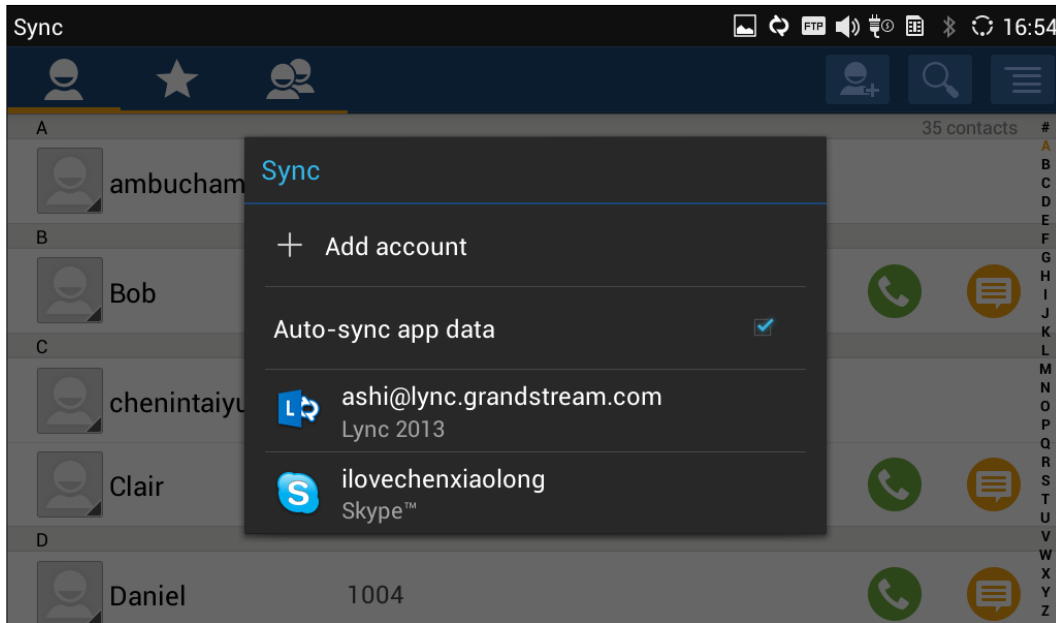 Sync
FTP
16:54
A
35 contacts
#
A
B
C
D
E
F
G
H
I
J
K
L
M
N
O
P
Q
R
S
T
U
V
W
X
Y
Z
ambucham
B
Bob
C
chenintaiyu
Clair
D
Daniel 1004
Sync
Add account
Auto-sync app data
L
ashi@lync.grandstream.com
Lync 2013
S
ilovechenxiaolong
Skype™